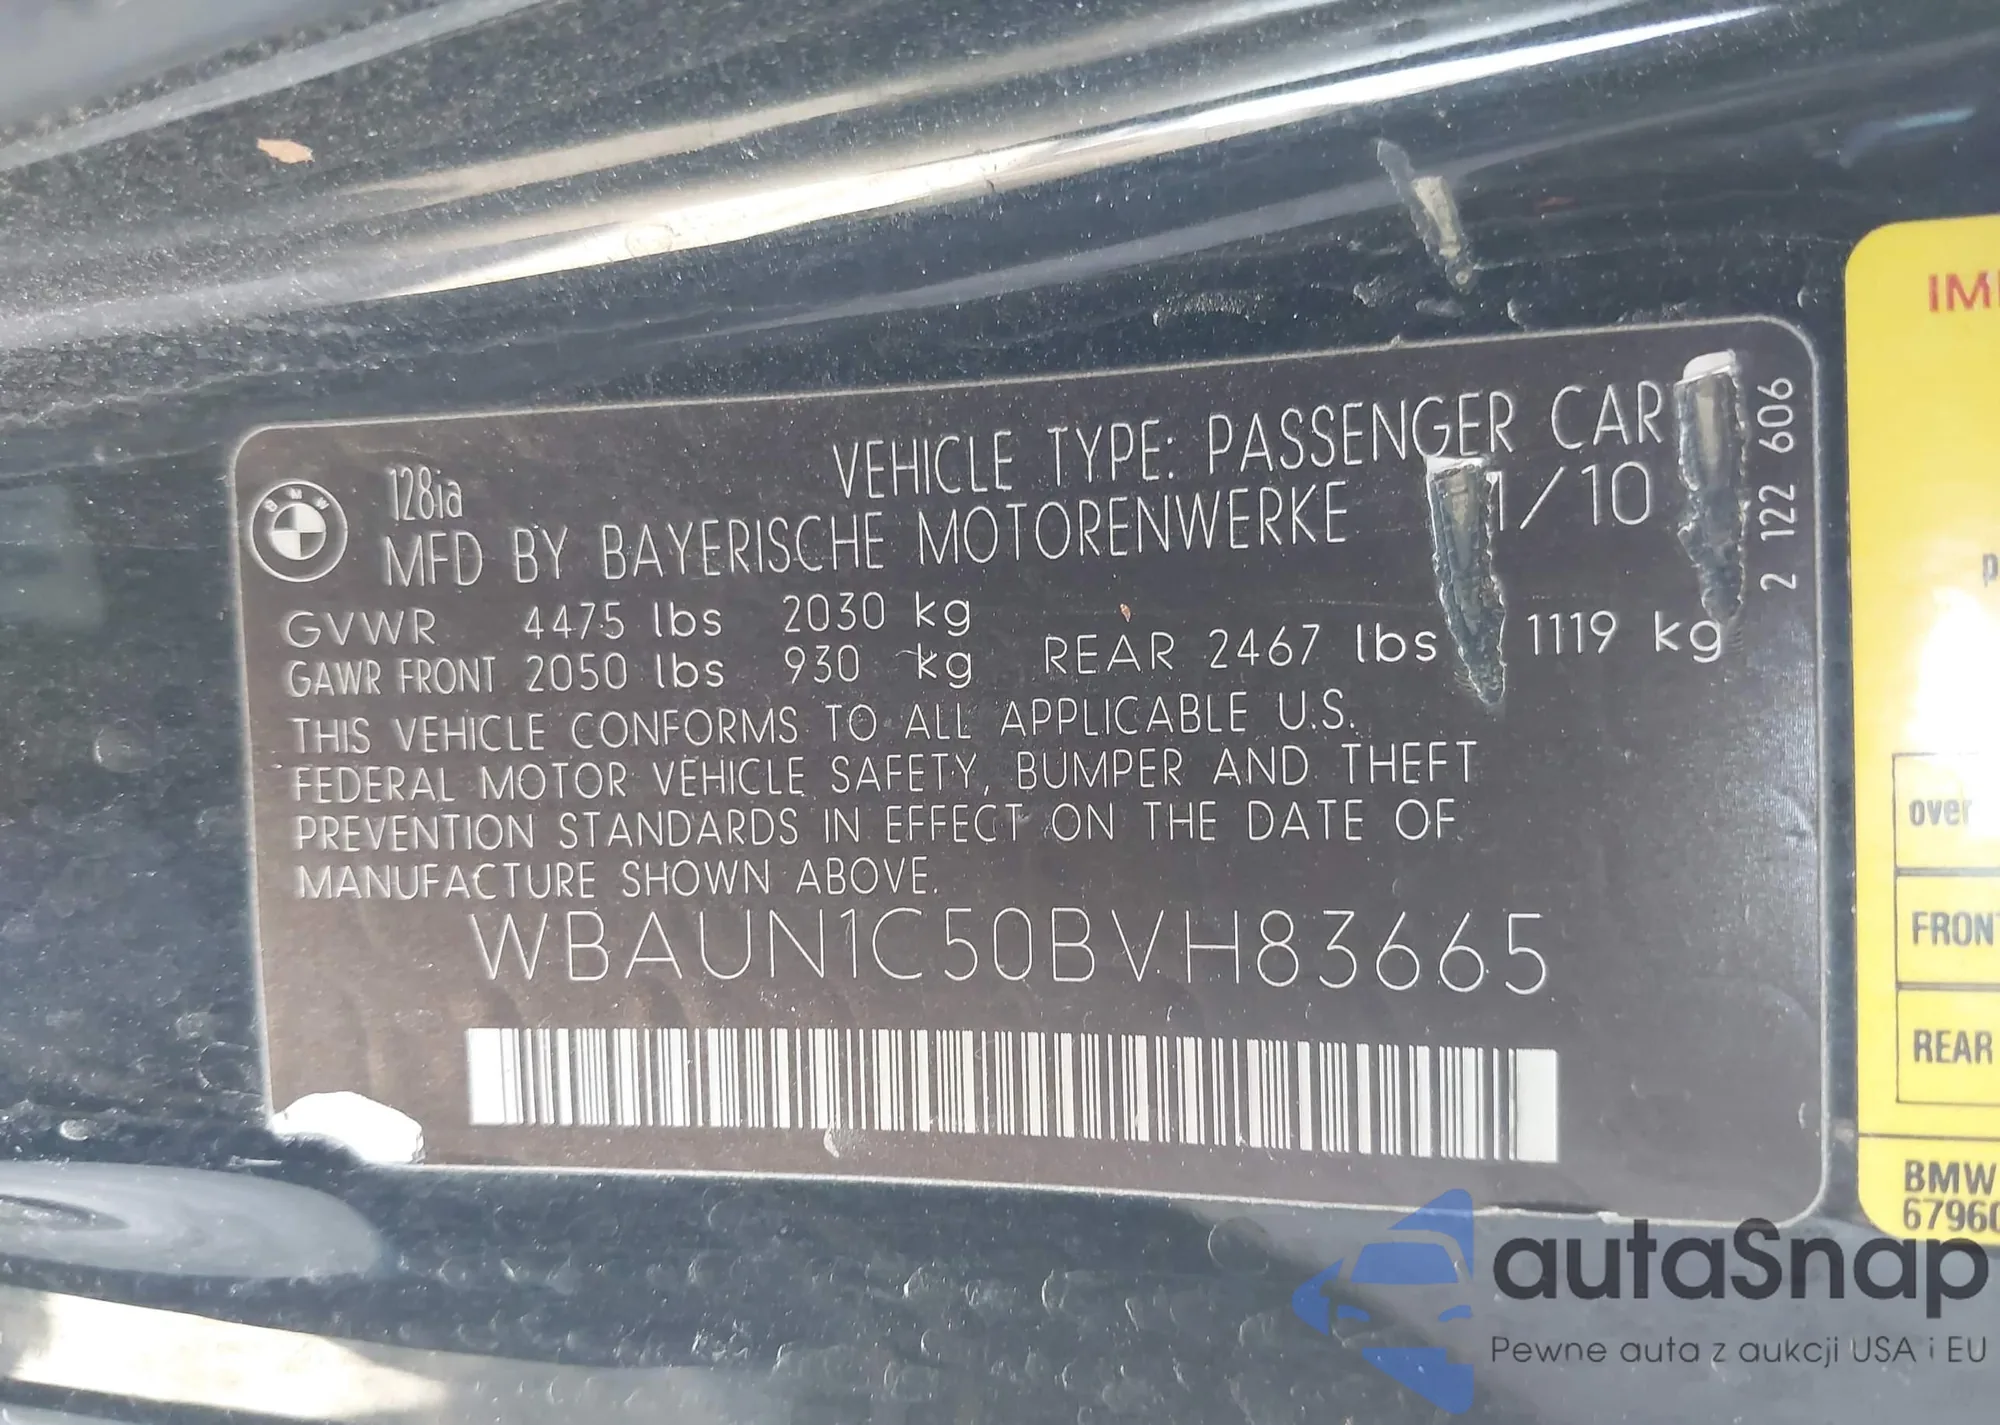 VEHICLE TYPE: PASSENGER CAR
128ia
MFD BY BAYERISCHE MOTORENWERKE 1/10
2 122 606
GVWR 4475 lbs 2030 kg
GAWR FRONT 2050 lbs 930 kg REAR 2467 lbs 1119 kg
THIS VEHICLE CONFORMS TO ALL APPLICABLE U.S.
FEDERAL MOTOR VEHICLE SAFETY, BUMPER AND THEFT
PREVENTION STANDARDS IN EFFECT ON THE DATE OF
MANUFACTURE SHOWN ABOVE.
WBAUN1C50BVH83665
BMW
over
FRONT
REAR
BMW
autaSnap
Pewne auta z aukcji USA i EU